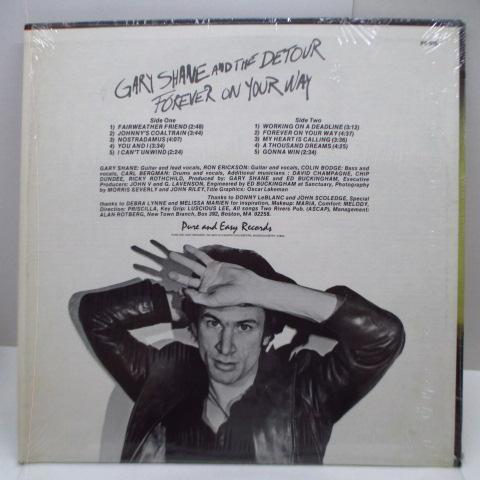 GARY SHANE AND THE DETOUR
FOREVER ON YOUR WAY
Side One
1) FAIRWEATHER FRIEND (2:48)
2) JOHNNY'S COALTRAIN (3:44)
3) NOSTRADAMUS (4:07)
4) YOU AND I (3:34)
5) I CAN'T UNWIND (2:24)
Side Two
1) WORKING ON A DEADLINE (3:13)
2) FOREVER ON YOUR WAY (4:37)
3) MY HEART IS CALLING (3:36)
4) A THOUSAND DREAMS (4:25)
5) GONNA WIN (2:34)
GARY SHANE: Guitar and lead vocals, RON ERICKSON: Guitar and vocals, COLIN BODGE: Bass and
vocals, CARL BERGMAN: Drums and vocals, Additional musicians: DAVID CHAMPAGNE, CHIP
DUNDEE, RICKY ROTHCHILD, Produced by: GARY SHANE and ED BUCKINGHAM, Executive
Producers: JOHN V and G. LAVENSON, Engineered by ED BUCKINGHAM at Sanctuary, Photography
by MORRIS BEVERLY and JOHN RILEY, Title Graphics: Oscar Lakeman
Thanks to DONNY LeBLANC and JOHN SCOLEDGE, Special
thanks to DEBRA LYNNE and MELISSA MARIEN for inspiration, Makeup: MARIA, Comfort: MELODY,
Direction: PRISCILLA, Key Grip: LUSCIOUS LEE, All songs Two Rivers Pub. (ASCAP), Management:
ALAN ROTBERG, New Town Branch, Box 392, Boston, MA 02258.
Pure and Easy Records